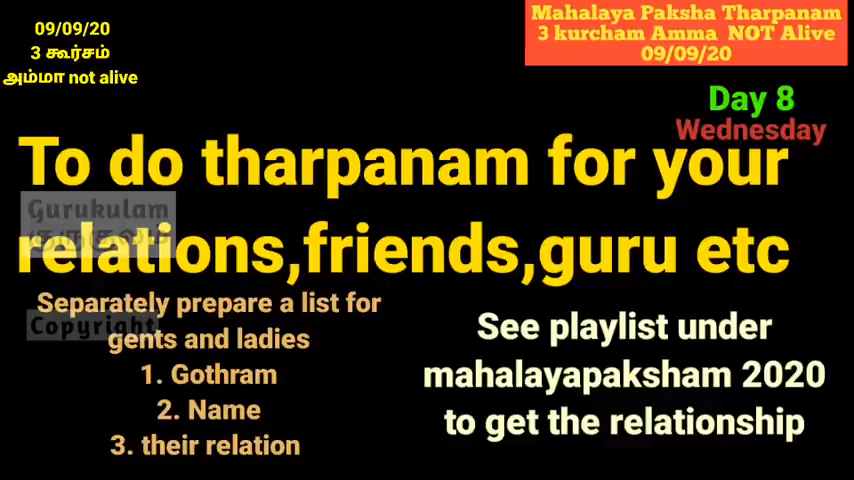 09/09/20
3 கூர்சம்
அம்மா not alive
Mahalaya Paksha Tharpanam
3 kurcham Amma NOT Alive
09/09/20
Day 8
Wednesday
To do tharpanam for your
relations,friends,guru etc
Gurukulam
குருகுலம்
Copyright
Separately prepare a list for
gents and ladies
1. Gothram
2. Name
3. their relation
See playlist under
mahalayapaksham 2020
to get the relationship